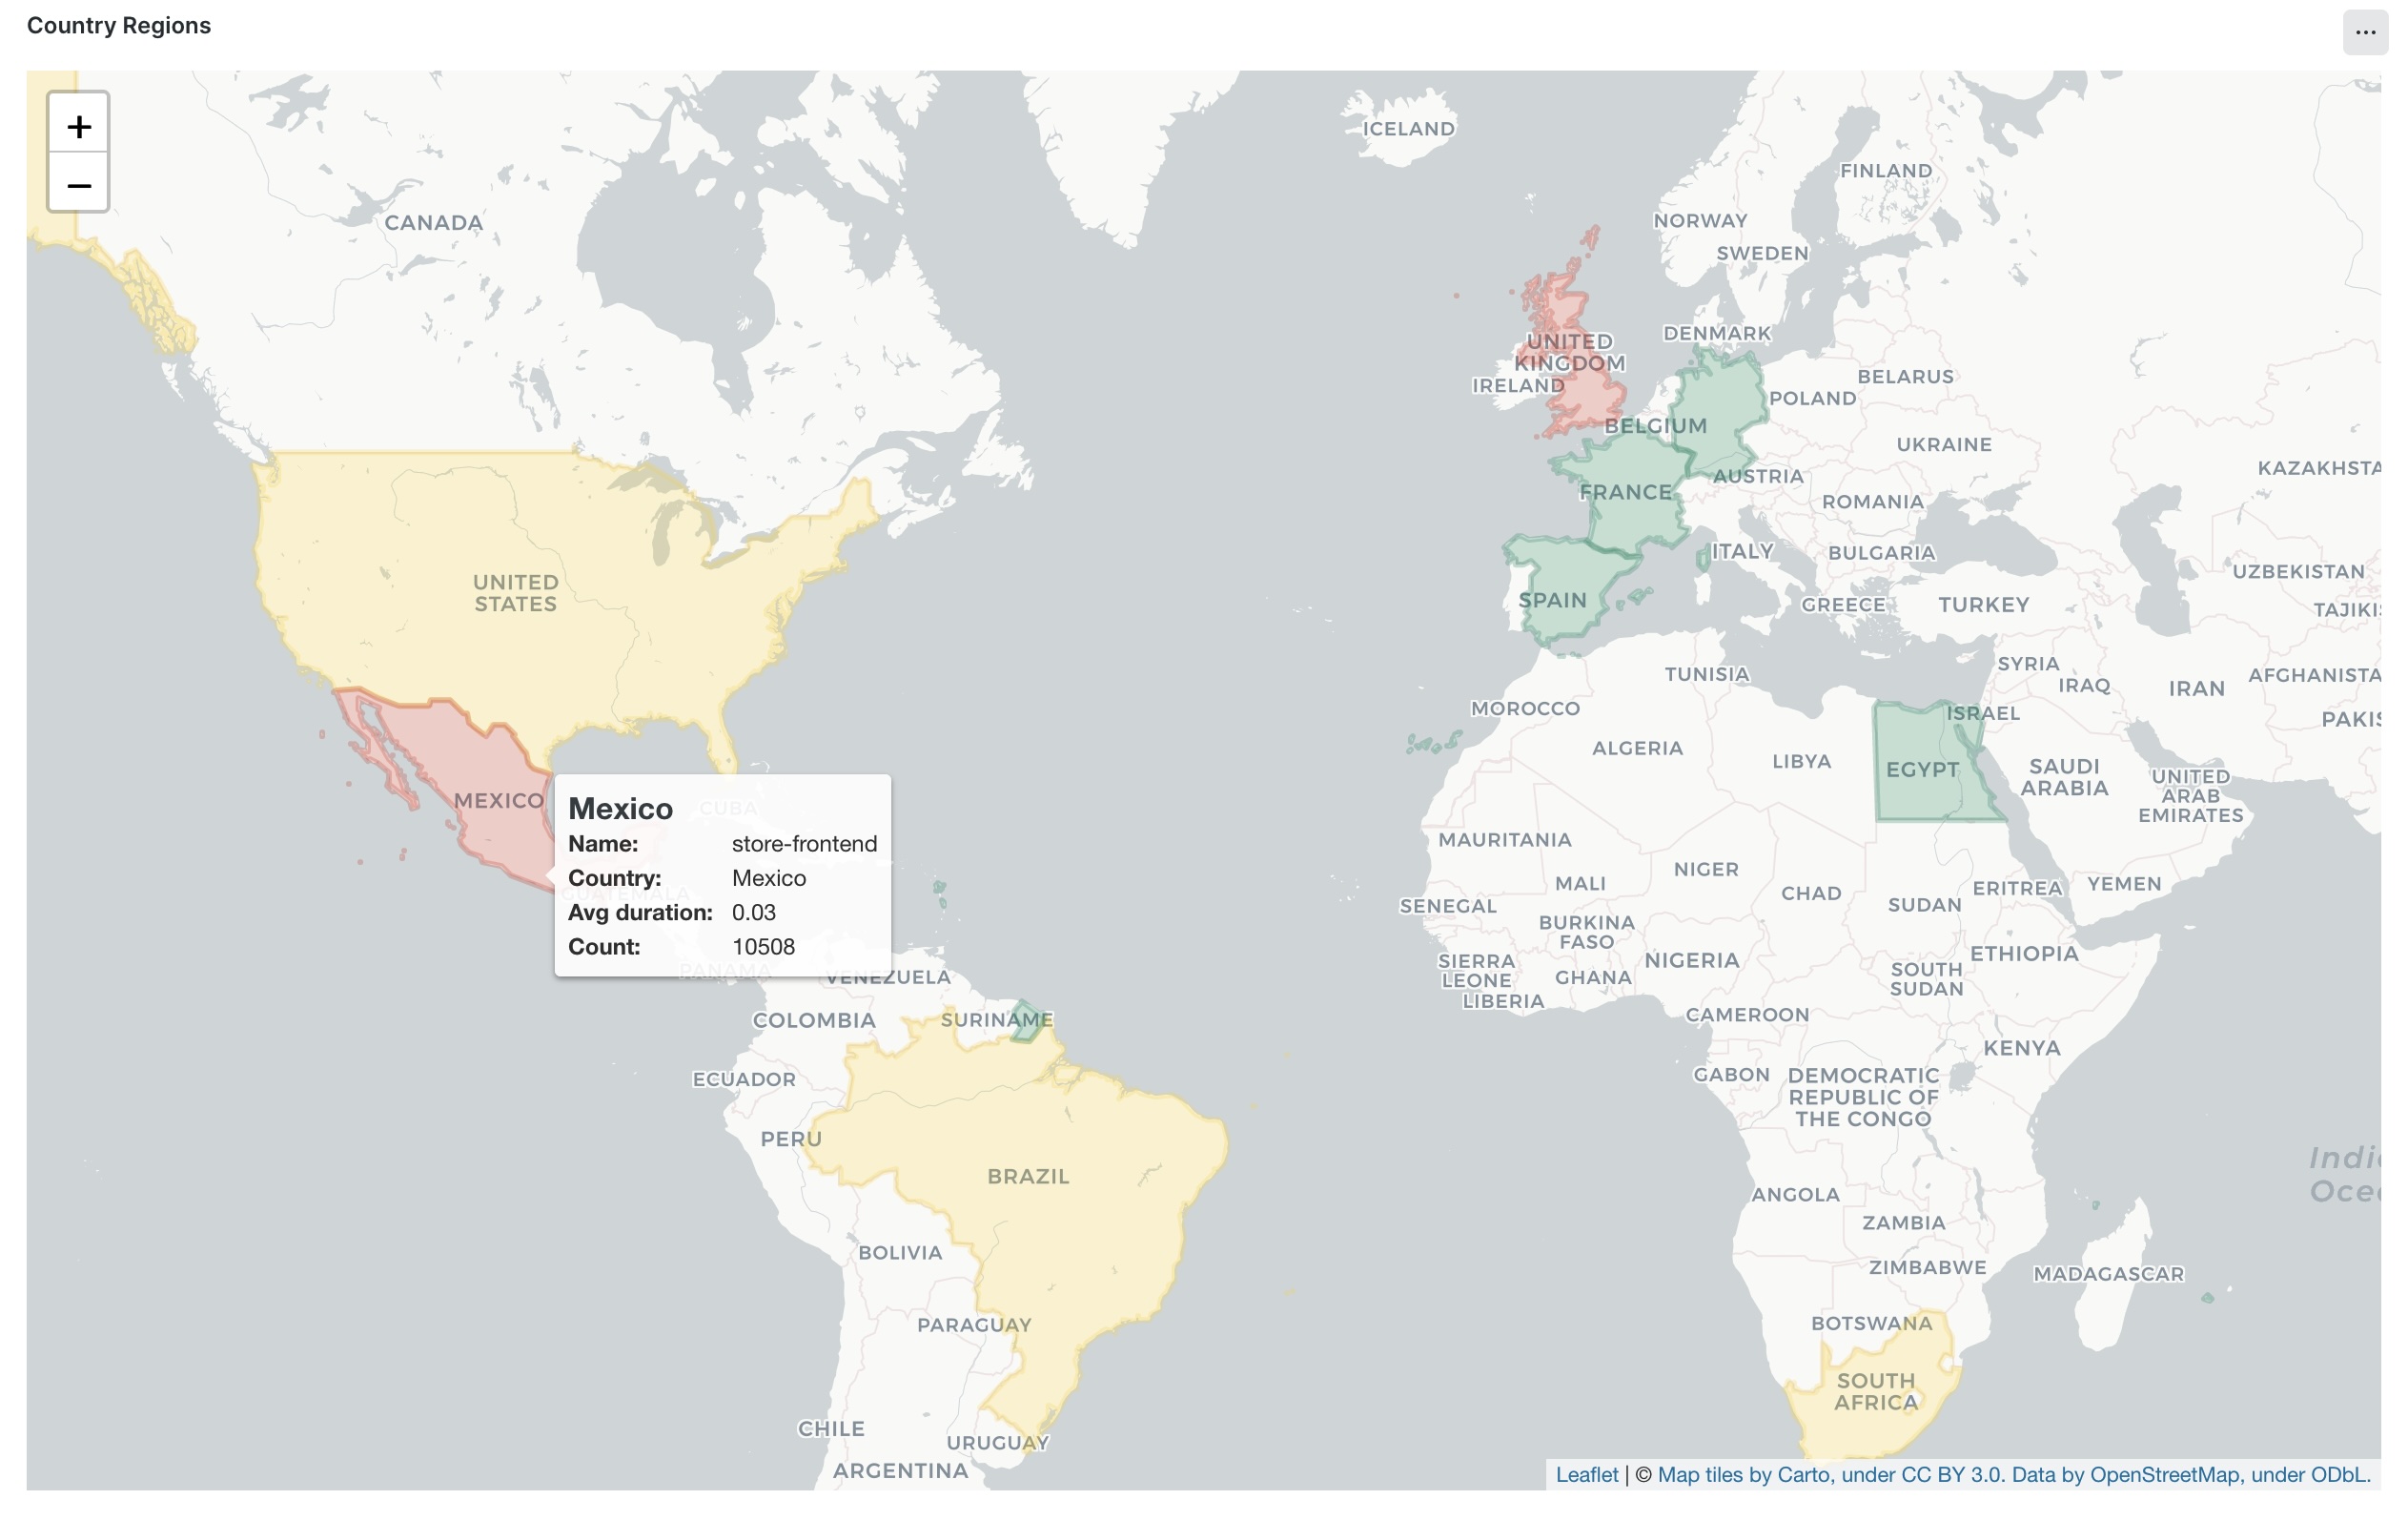 Country Regions
...
+
−
ICELAND
FINLAND
CANADA
NORWAY
SWEDEN
DENMARK
UNITED
KINGDOM
IRELAND
BELARUS
POLAND
BELGIUM
UKRAINE
KAZAKHSTA
AUSTRIA
FRANCE
ROMANIA
ITALY
BULGARIA
UZBEKISTAN
UNITED
STATES
SPAIN
GREECE
TURKEY
TAJIKI
SYRIA
TUNISIA
AFGHANISTA
IRAQ
IRAN
MOROCCO
ISRAEL
PAKIS
ALGERIA
LIBYA
EGYPT
SAUDI
ARABIA
UNITED
ARAB
EMIRATES
MEXICO
CUBA
Mexico
Name: store-frontend
Country: Mexico
Avg duration: 0.03
Count: 10508
GUATEMALA
PANAMA
MAURITANIA
NIGER
MALI
CHAD
ERITREA
YEMEN
SENEGAL
SUDAN
BURKINA
FASO
ETHIOPIA
SIERRA
LEONE
NIGERIA
GHANA
SOUTH
SUDAN
VENEZUELA
LIBERIA
CAMEROON
COLOMBIA
SURINAME
KENYA
ECUADOR
GABON
DEMOCRATIC
REPUBLIC OF
THE CONGO
PERU
BRAZIL
Indi
Oce
ANGOLA
ZAMBIA
BOLIVIA
ZIMBABWE
MADAGASCAR
PARAGUAY
BOTSWANA
SOUTH
AFRICA
CHILE
URUGUAY
ARGENTINA
Leaflet | © Map tiles by Carto, under CC BY 3.0. Data by OpenStreetMap, under ODbL.